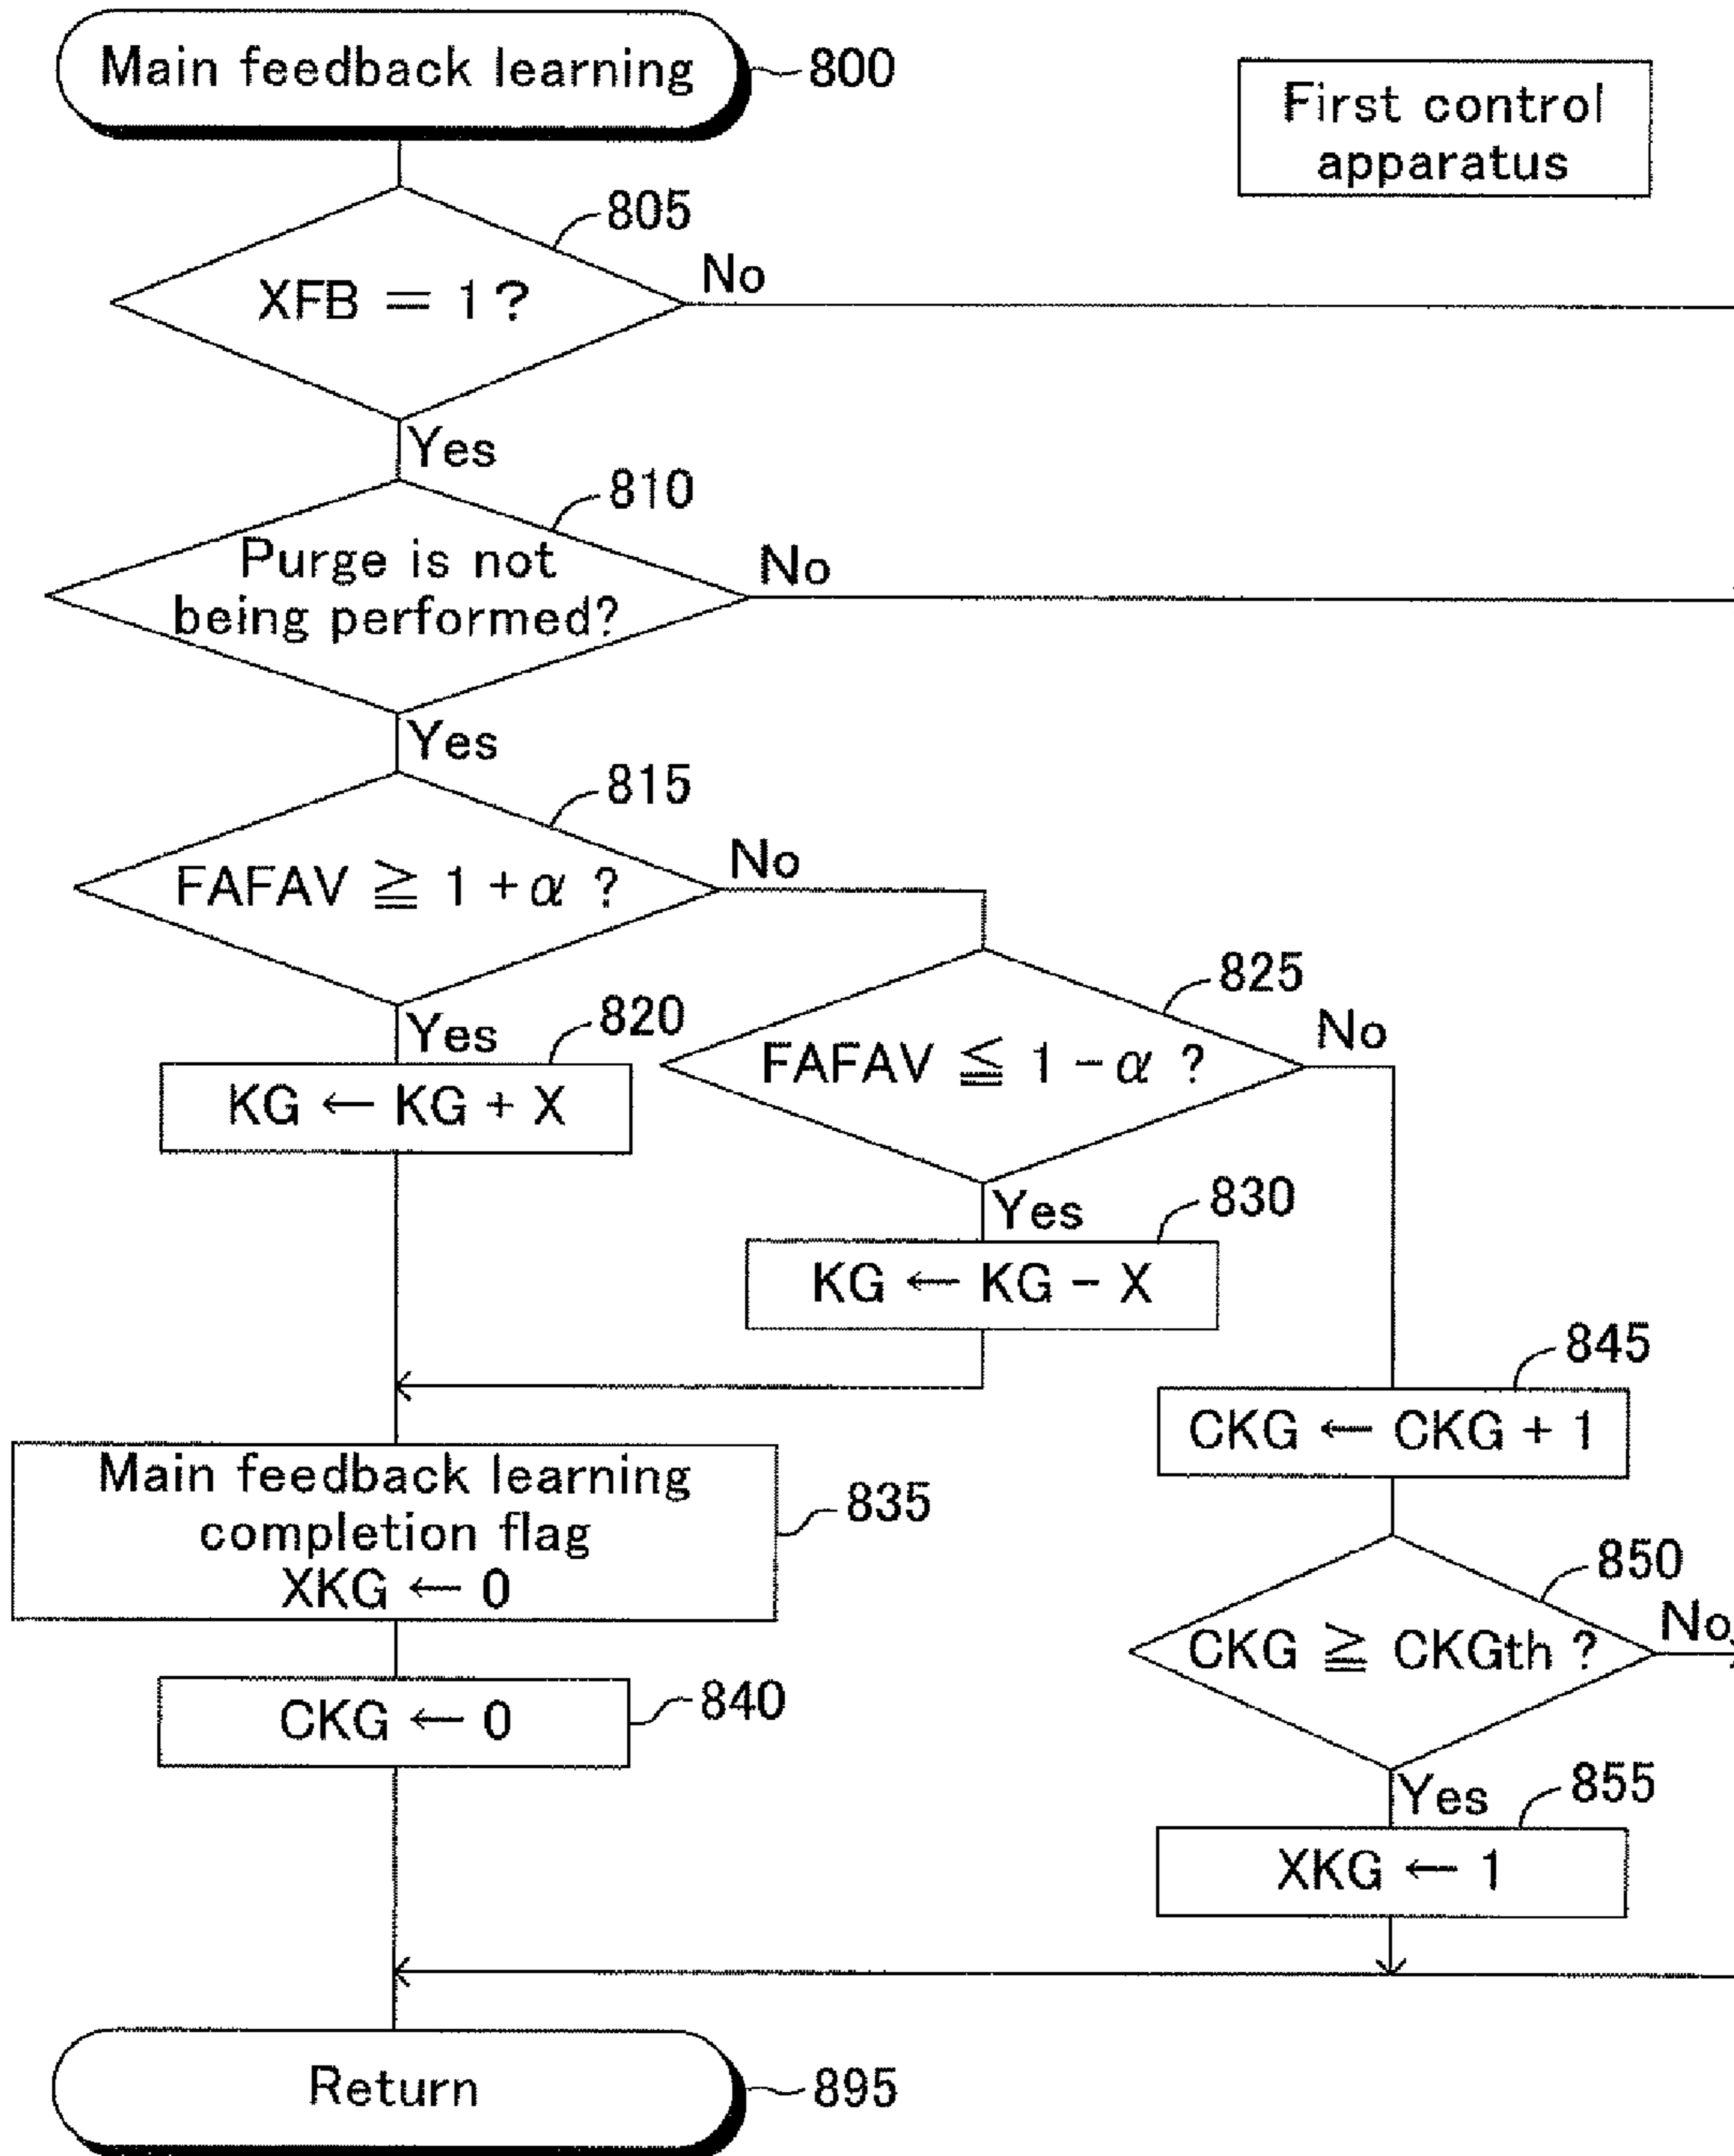 Main feedback learning
800
First control
apparatus
805
XFB = 1 ?
No
Yes
810
Purge is not
being performed?
No
Yes
815
FAFAV ≧ 1 + α ?
No
Yes
820
KG ← KG + X
825
FAFAV ≦ 1 - α ?
No
Yes
830
KG ← KG - X
845
CKG ← CKG + 1
Main feedback learning
completion flag
XKG ← 0
835
850
CKG ≧ CKGth ?
No
Yes
840
CKG ← 0
855
XKG ← 1
Return
895